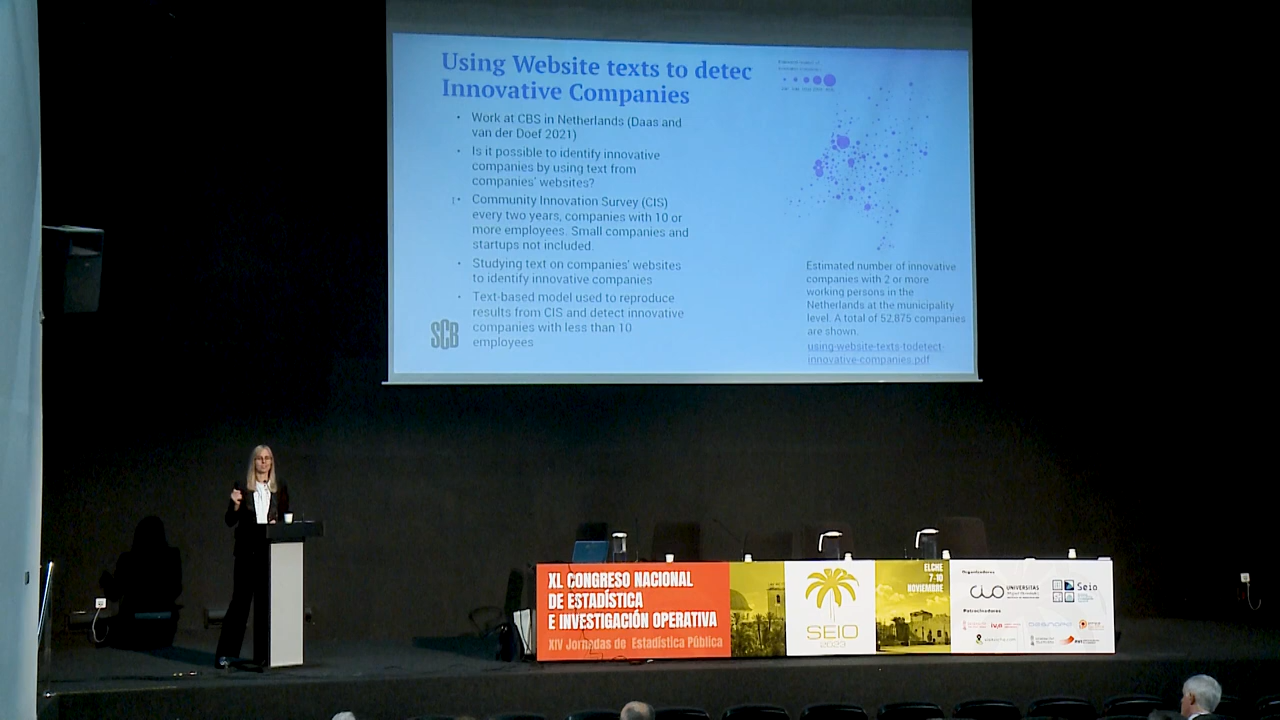 Using Website texts to detec
Innovative Companies
• Work at CBS in Netherlands (Daas and
van der Doef 2021)
• Is it possible to identify innovative
companies by using text from
companies' websites?
• Community Innovation Survey (CIS)
every two years, companies with 10 or
more employees. Small companies and
startups not included.
• Studying text on companies' websites
to identify innovative companies
• Text-based model used to reproduce
results from CIS and detect innovative
companies with less than 10
employees
SCB
Estimated number of innovative
companies with 2 or more
working persons in the
Netherlands at the municipality
level. A total of 52,875 companies
are shown.
using-website-texts-todetect-
innovative-companies.pdf
XL CONGRESO NACIONAL
DE ESTADÍSTICA
E INVESTIGACIÓN OPERATIVA
XIV Jornadas de Estadística Pública
SEIO
2023
ELCHE
7-10
NOVIEMBRE
Organizadores
CIO UNIVERSITAS
Miguel Hernández
Seio
Patrocinadores